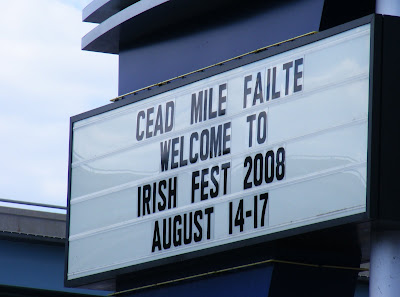 CEAD MILE FAILTE
WELCOME TO
IRISH FEST 2008
AUGUST 14-17